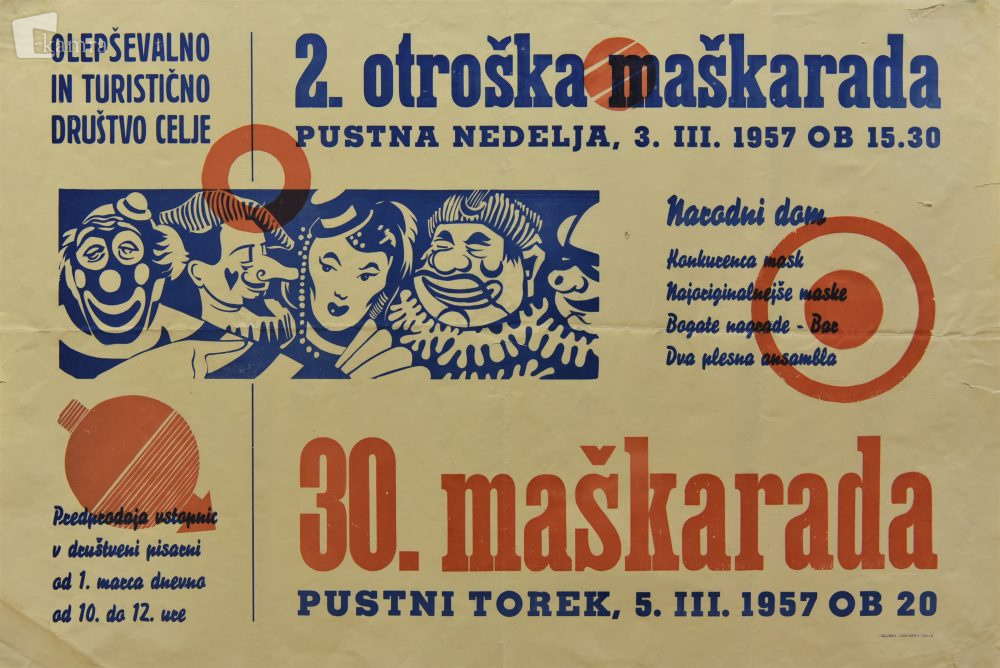 kamra
OLEPŠEVALNO
IN TURISTIČNO
DRUŠTVO CELJE
2. otroška maškarada
PUSTNA NEDELJA, 3. III. 1957 OB 15.30
Narodni dom
Konkurenca mask
Najoriginalnejše maske
Bogate nagrade - Bar
Dva plesna ansambla
Predprodaja vstopnic
v društveni pisarni
od 1. marca dnevno
od 10. do 12. ure
30. maškarada
PUSTNI TOREK, 5. III. 1957 OB 20